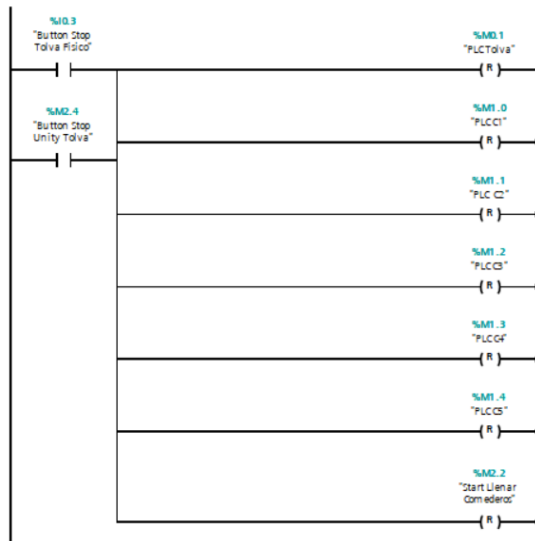 %I0.3
"Button Stop
Tolva Fisico"
%M0.1
"PLCTolva"
R
%M1.0
"PLCC1"
R
%M2.4
"Button Stop
Unity Tolva"
%M1.1
"PLC C2"
R
%M1.2
"PLCC3"
R
%M1.3
"PLCC4"
R
%M1.4
"PLCC5"
R
%M2.2
"Start Llenar
Comederos"
R